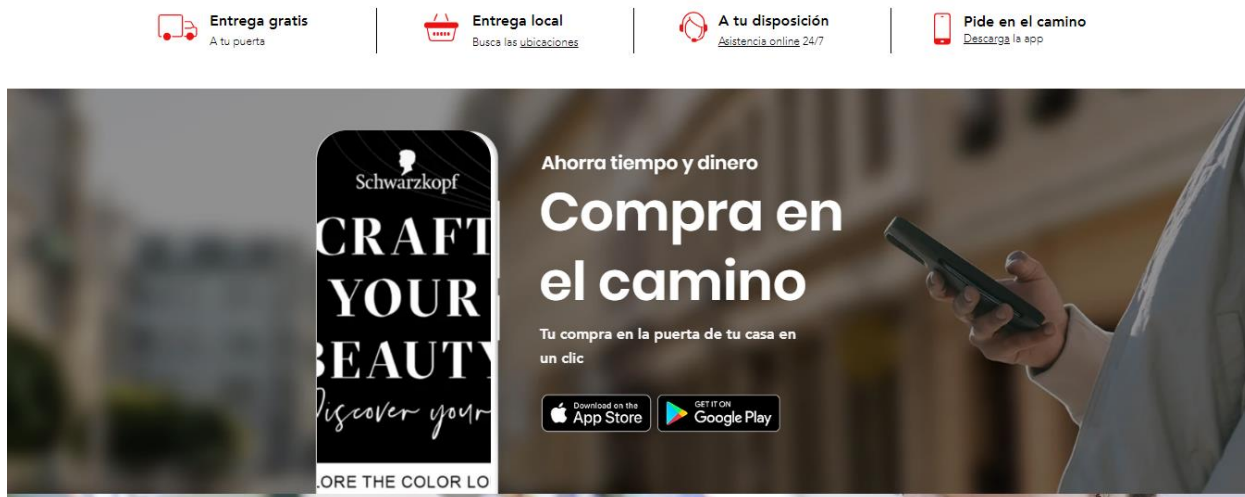 Entrega gratis
A tu puerta
Entrega local
Busca las ubicaciones
A tu disposición
Asistencia online 24/7
Pide en el camino
Descarga la app
Schwarzkopf
CRAFT
YOUR
BEAUTY
Discover your
LORE THE COLOR LO
Ahorra tiempo y dinero
Compra en
el camino
Tu compra en la puerta de tu casa en
un clic
Download on the
App Store
GET IT ON
Google Play